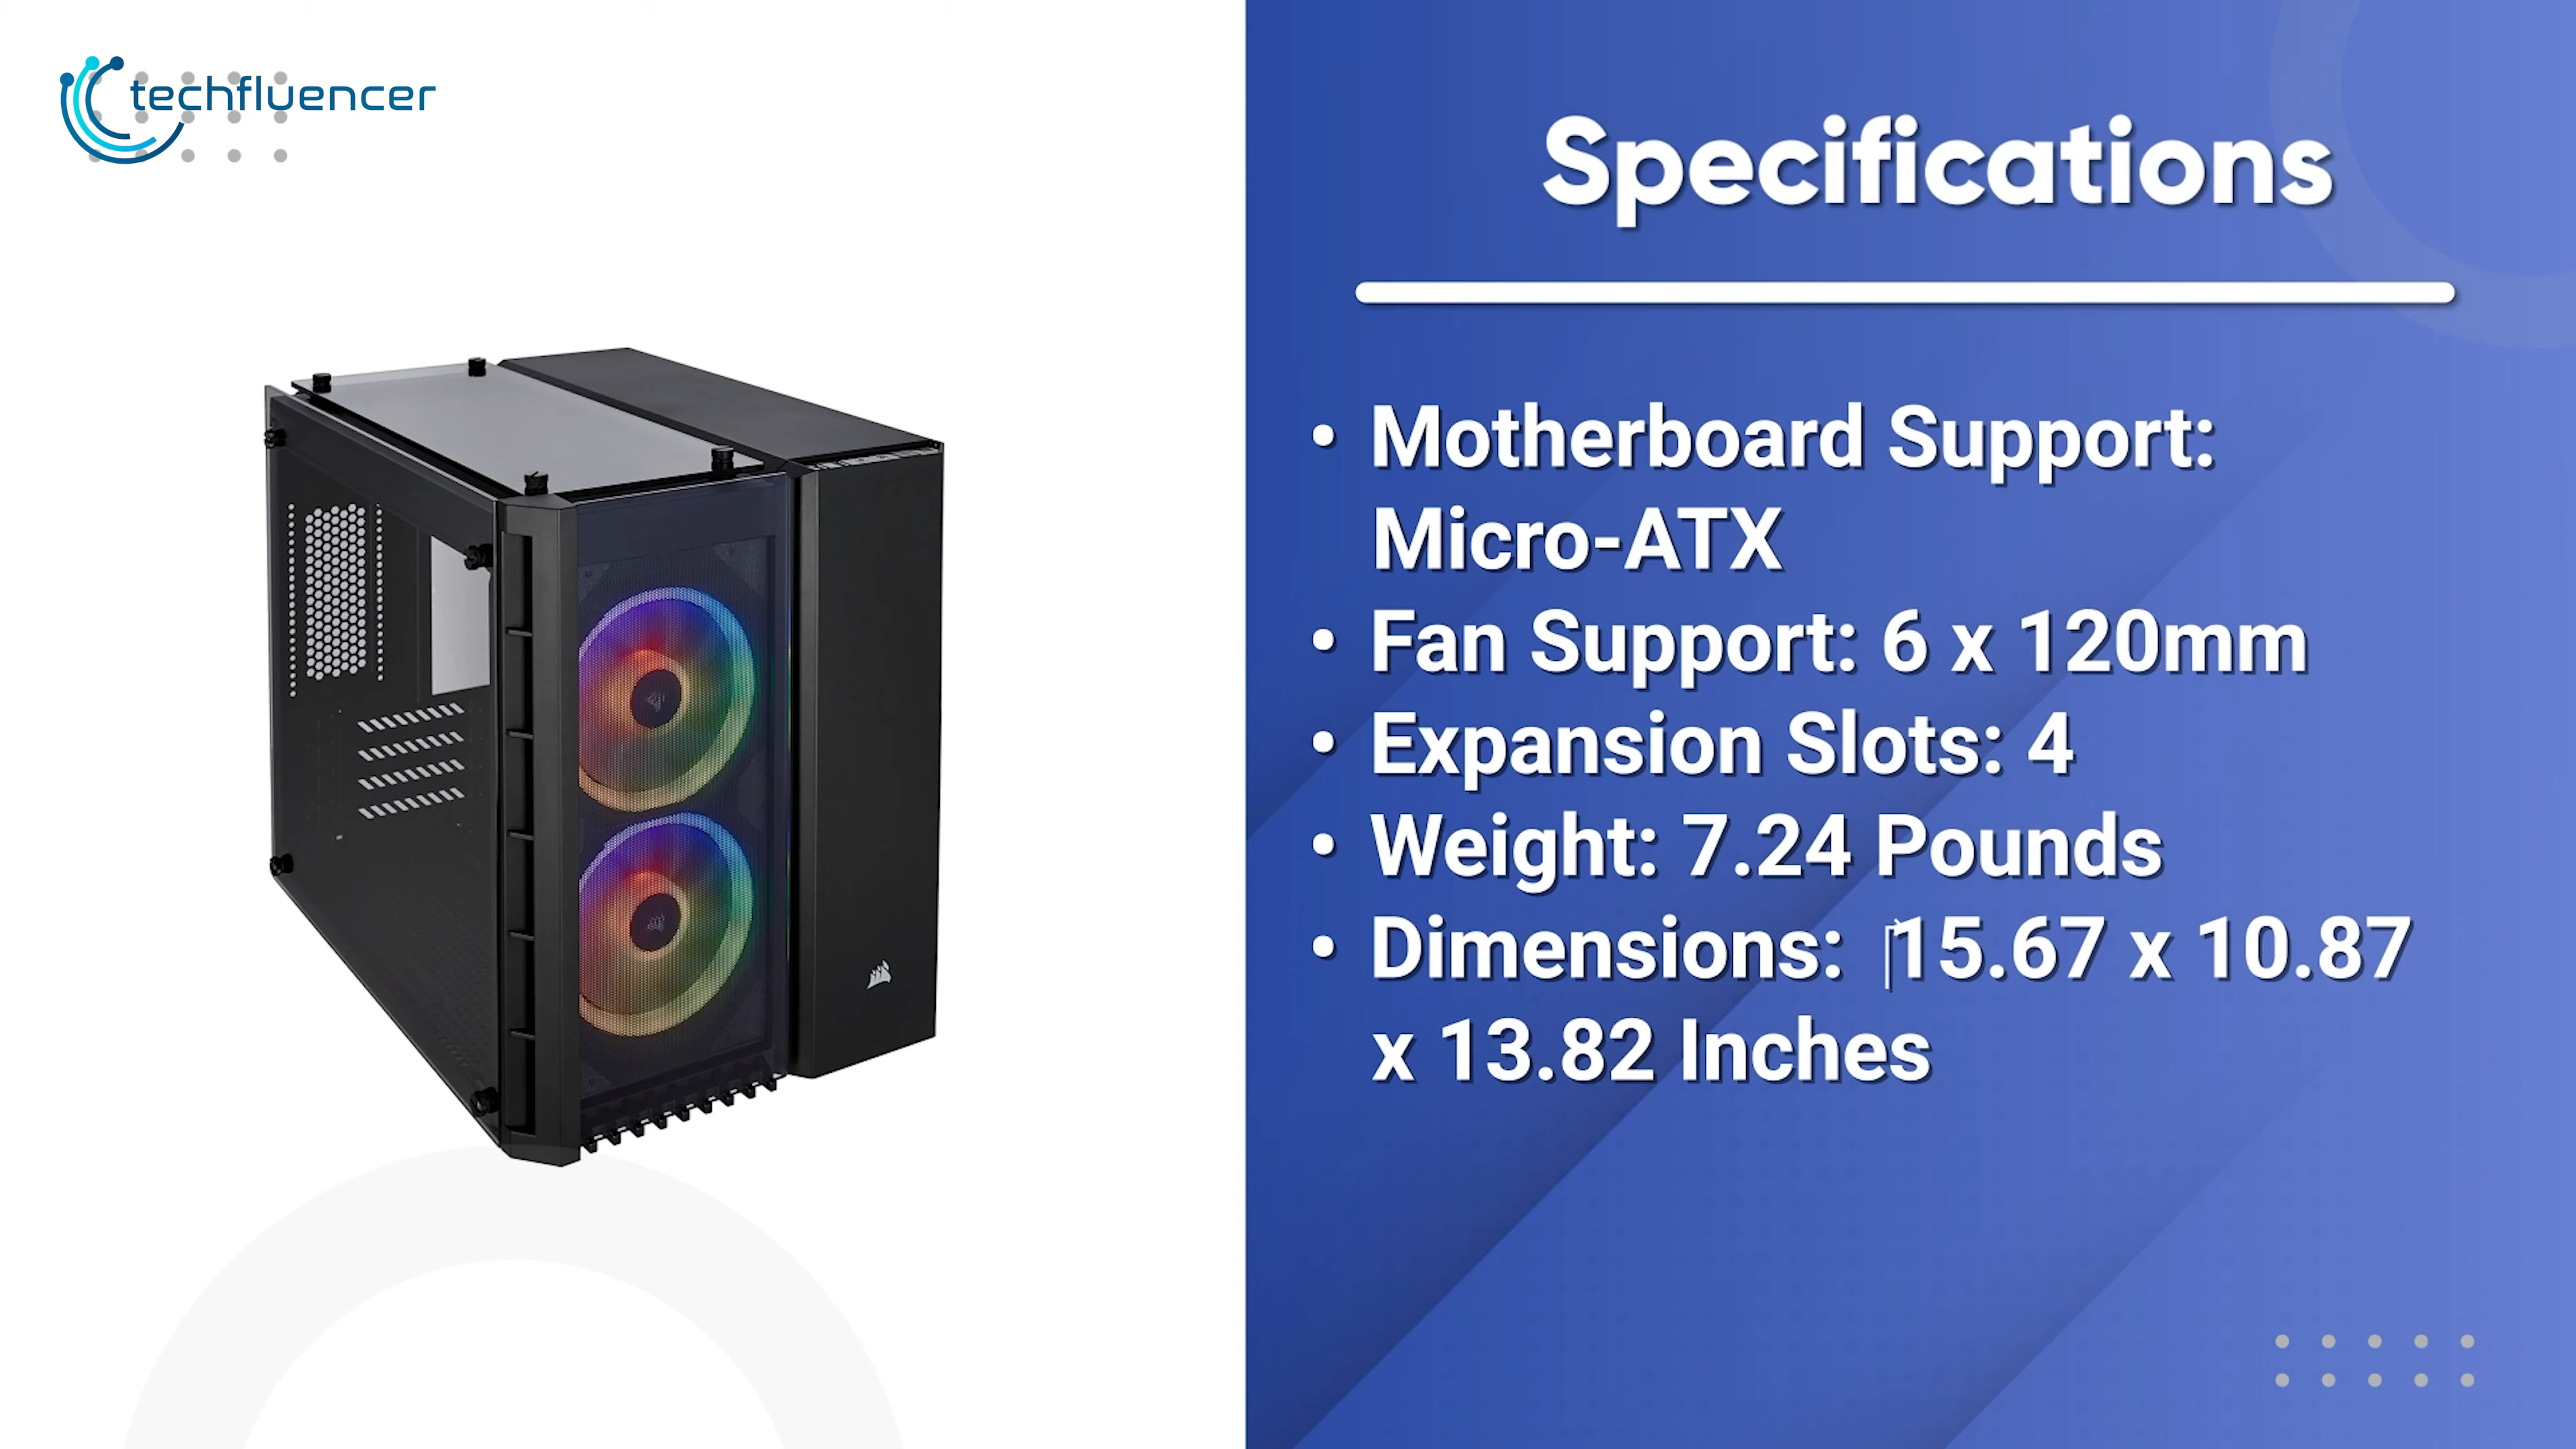 techfluencer
Specifications
• Motherboard Support:
Micro-ATX
• Fan Support: 6 x 120mm
• Expansion Slots: 4
• Weight: 7.24 Pounds
• Dimensions: 15.67 x 10.87
x 13.82 Inches